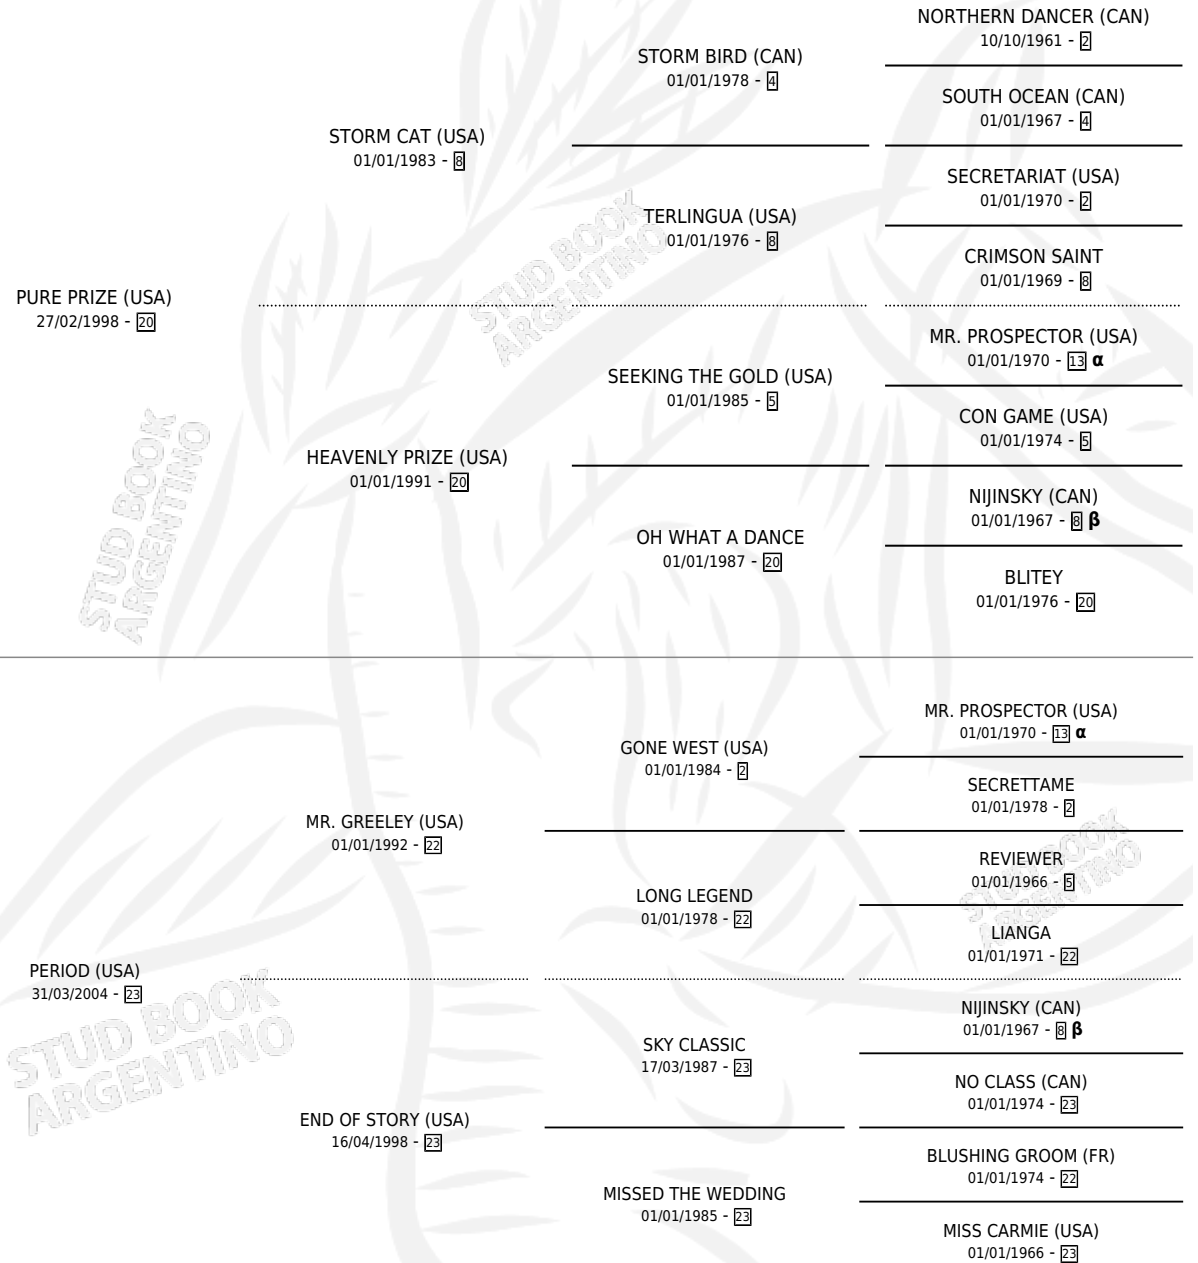 NORTHERN DANCER (CAN)
10/10/1961 - 2
STORM BIRD (CAN)
01/01/1978 - 4
SOUTH OCEAN (CAN)
01/01/1967 - 4
STORM CAT (USA)
01/01/1983 - 8
SECRETARIAT (USA)
01/01/1970 - 2
TERLINGUA (USA)
01/01/1976 - 8
CRIMSON SAINT
01/01/1969 - 8
PURE PRIZE (USA)
27/02/1998 - 20
MR. PROSPECTOR (USA)
01/01/1970 - 13 α
SEEKING THE GOLD (USA)
01/01/1985 - 5
CON GAME (USA)
01/01/1974 - 5
HEAVENLY PRIZE (USA)
01/01/1991 - 20
NIJINSKY (CAN)
01/01/1967 - 8 β
OH WHAT A DANCE
01/01/1987 - 20
BLITEY
01/01/1976 - 20
MR. PROSPECTOR (USA)
01/01/1970 - 13 α
GONE WEST (USA)
01/01/1984 - 2
SECRETTAME
01/01/1978 - 2
MR. GREELEY (USA)
01/01/1992 - 22
REVIEWER
01/01/1966 - 5
LONG LEGEND
01/01/1978 - 22
LIANGA
01/01/1971 - 22
PERIOD (USA)
31/03/2004 - 23
NIJINSKY (CAN)
01/01/1967 - 8 β
SKY CLASSIC
17/03/1987 - 23
NO CLASS (CAN)
01/01/1974 - 23
END OF STORY (USA)
16/04/1998 - 23
BLUSHING GROOM (FR)
01/01/1974 - 22
MISSED THE WEDDING
01/01/1985 - 23
MISS CARMIE (USA)
01/01/1966 - 23
STUD BOOK
ARGENTINO
STUD BOOK
ARGENTINO
STUD BOOK
ARGENTINO
STUD BOOK
ARGENTINO